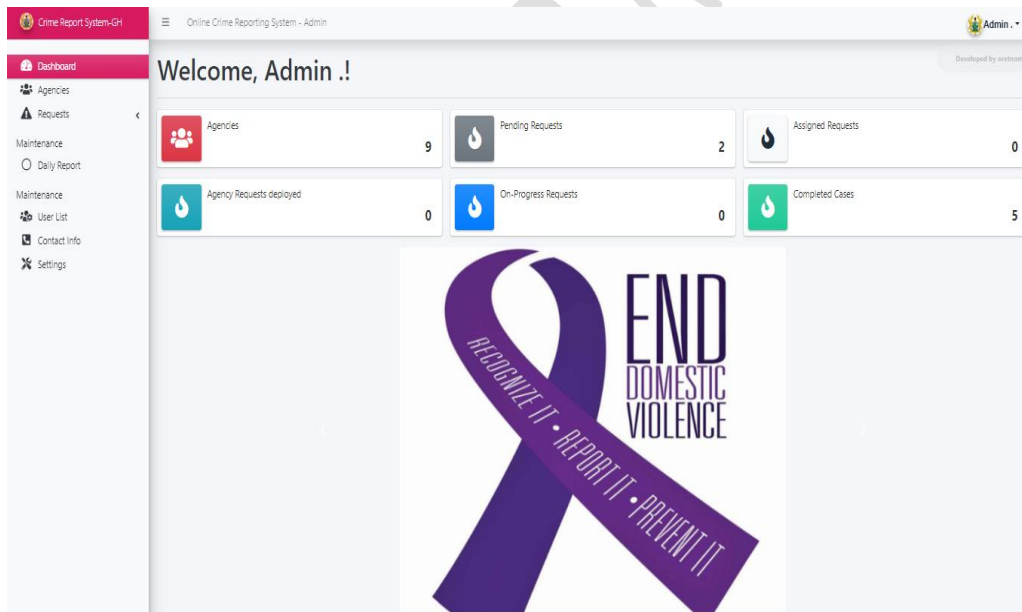 Crime Report System-GH
Online Crime Reporting System - Admin
Admin .
Dashboard
Agencies
Requests
Maintenance
Daily Report
Maintenance
User List
Contact Info
Settings
Welcome, Admin .!
Developed by
Agencies
9
Pending Requests
2
Assigned Requests
0
Agency Requests deployed
0
On-Progress Requests
0
Completed Cases
5
END
DOMESTIC
VIOLENCE
RECOGNIZE IT • REPORT IT • PREVENT IT